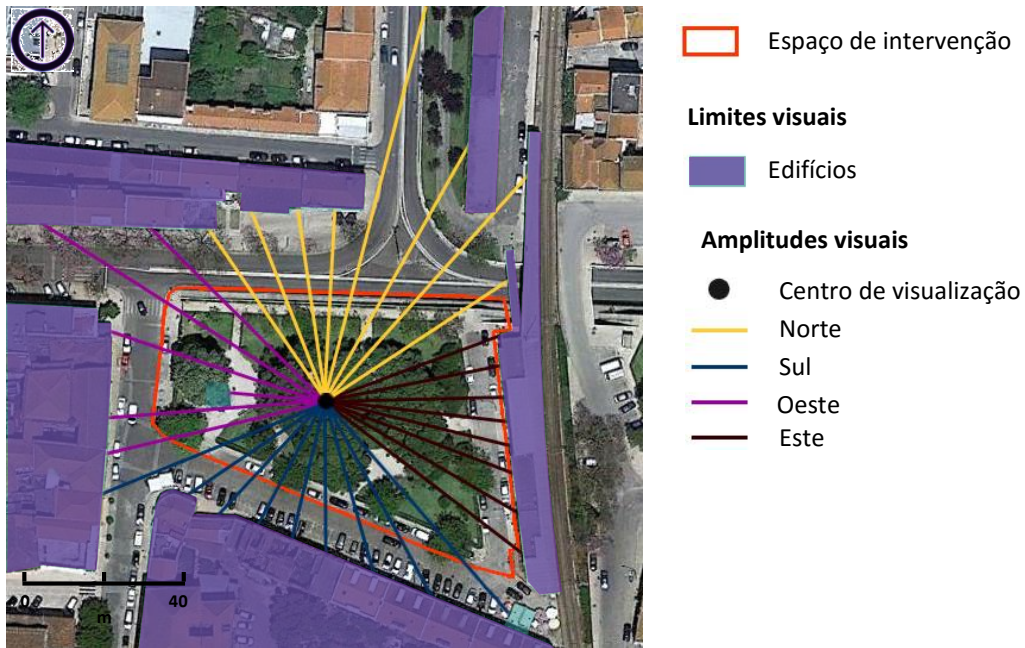 Espaço de intervenção
Limites visuais
Edifícios
Amplitudes visuais
Centro de visualização
Norte
Sul
Oeste
Este
0 40
m